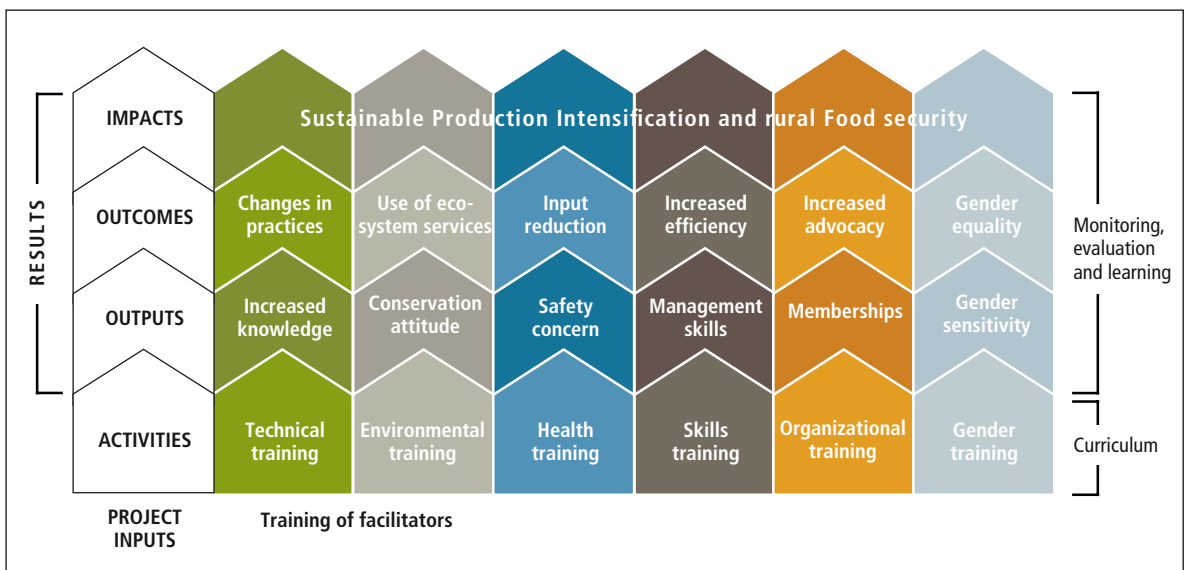 IMPACTS
Sustainable Production Intensification and rural Food security
RESULTS
OUTCOMES
Changes in
practices
Use of eco-
system services
Input
reduction
Increased
efficiency
Increased
advocacy
Gender
equality
Monitoring,
evaluation
and learning
OUTPUTS
Increased
knowledge
Conservation
attitude
Safety
concern
Management
skills
Memberships
Gender
sensitivity
ACTIVITIES
Technical
training
Environmental
training
Health
training
Skills
training
Organizational
training
Gender
training
Curriculum
PROJECT
INPUTS
Training of facilitators